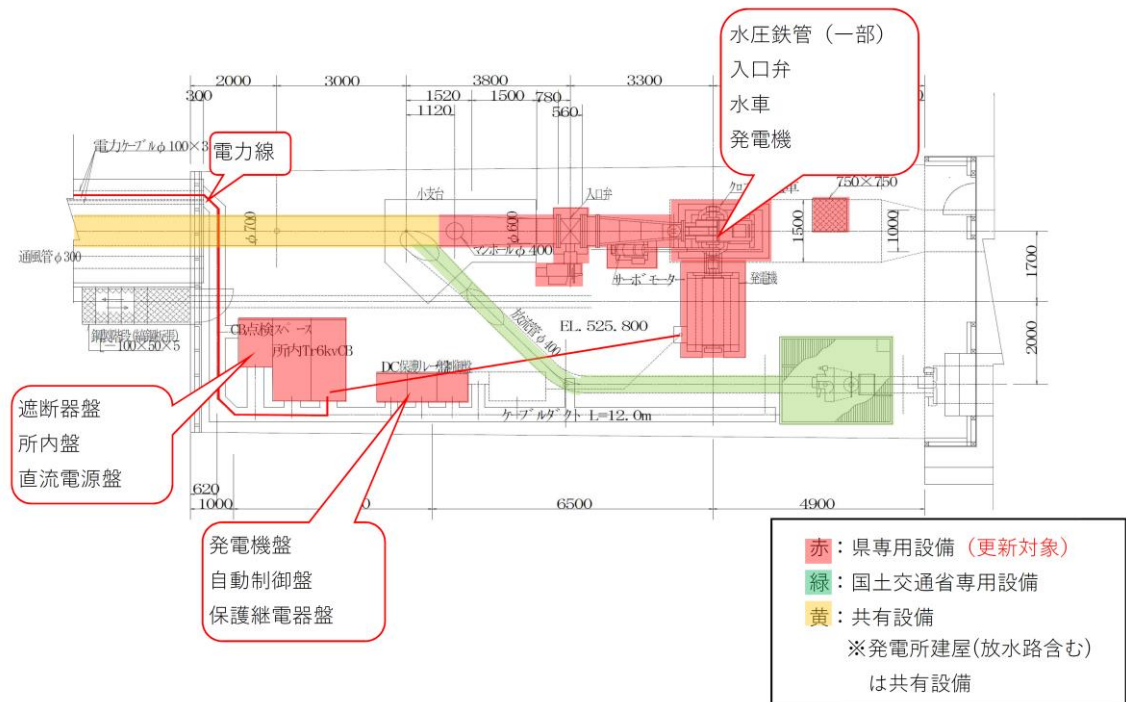 水圧鉄管（一部）
入口弁
水車
発電機
2000
3000
3800
3300
300
1520
1500
780
1120
560
電力ｹｰﾌﾞﾙφ100×3
電力線
小支台
入口弁
750×750
φ700
φ600
マンホールφ400
1500
1000
通風管φ300
サーボモーター
発電機
1700
放流管φ400
EL. 525.800
2000
CB点検スペース
所内Tr6kvCB
[－100×50×5
DC保護リレー盤
ケーブルダクト L=12.0m
遮断器盤
所内盤
直流電源盤
620
1000
0
6500
4900
発電機盤
自動制御盤
保護継電器盤
赤：県専用設備（更新対象）
緑：国土交通省専用設備
黄：共有設備
※発電所建屋(放水路含む)
は共有設備